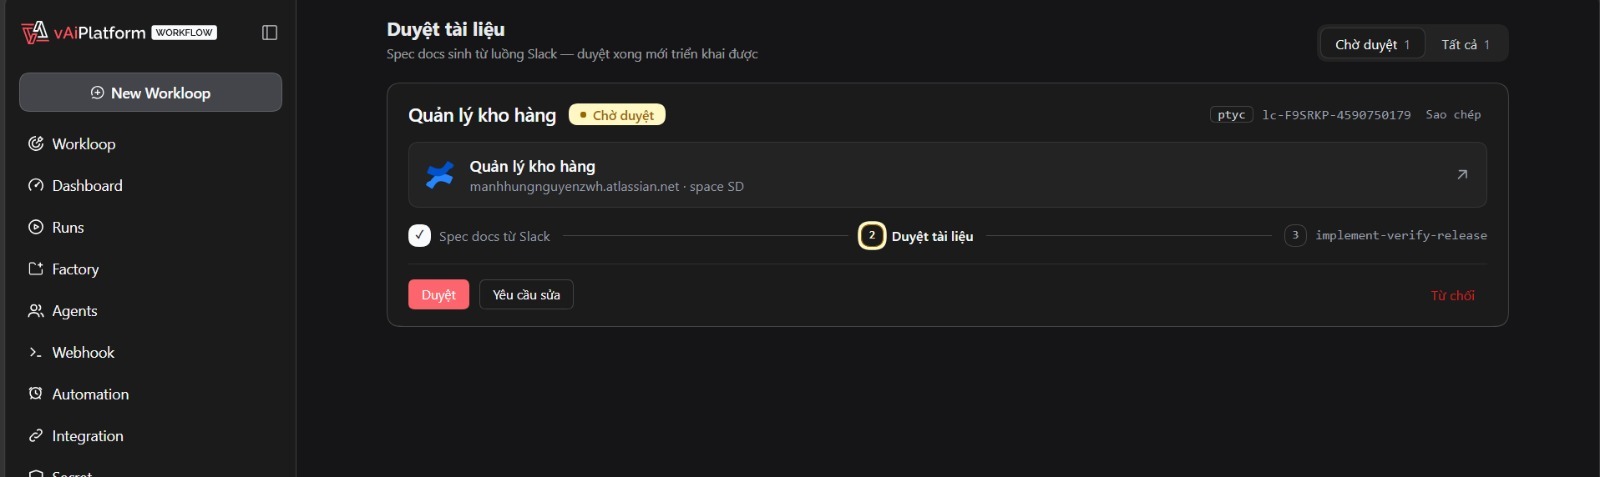 vAiPlatform WORKFLOW
New Workloop
Workloop
Dashboard
Runs
Factory
Agents
Webhook
Automation
Integration
Secret
Duyệt tài liệu
Spec docs sinh từ luồng Slack — duyệt xong mới triển khai được
Chờ duyệt 1 Tất cả 1
Quản lý kho hàng Chờ duyệt ptyc lc-F9SRKP-4590750179 Sao chép
Quản lý kho hàng
manhhungnguyenzwh.atlassian.net · space SD
Spec docs từ Slack 2 Duyệt tài liệu 3 implement-verify-release
Duyệt Yêu cầu sửa Từ chối